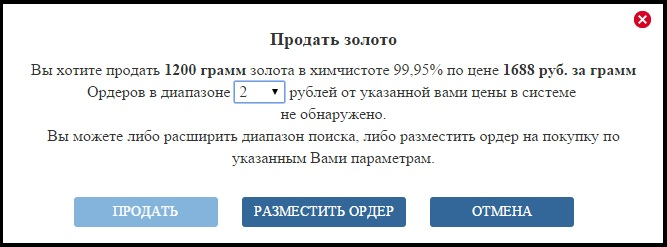 Продать золото
Вы хотите продать 1200 грамм золота в химчистоте 99,95% по цене 1688 руб. за грамм
Ордеров в диапазоне 2 рублей от указанной вами цены в системе
не обнаружено.
Вы можете либо расширить диапазон поиска, либо разместить ордер на покупку по
указанным Вами параметрам.
ПРОДАТЬ РАЗМЕСТИТЬ ОРДЕР ОТМЕНА